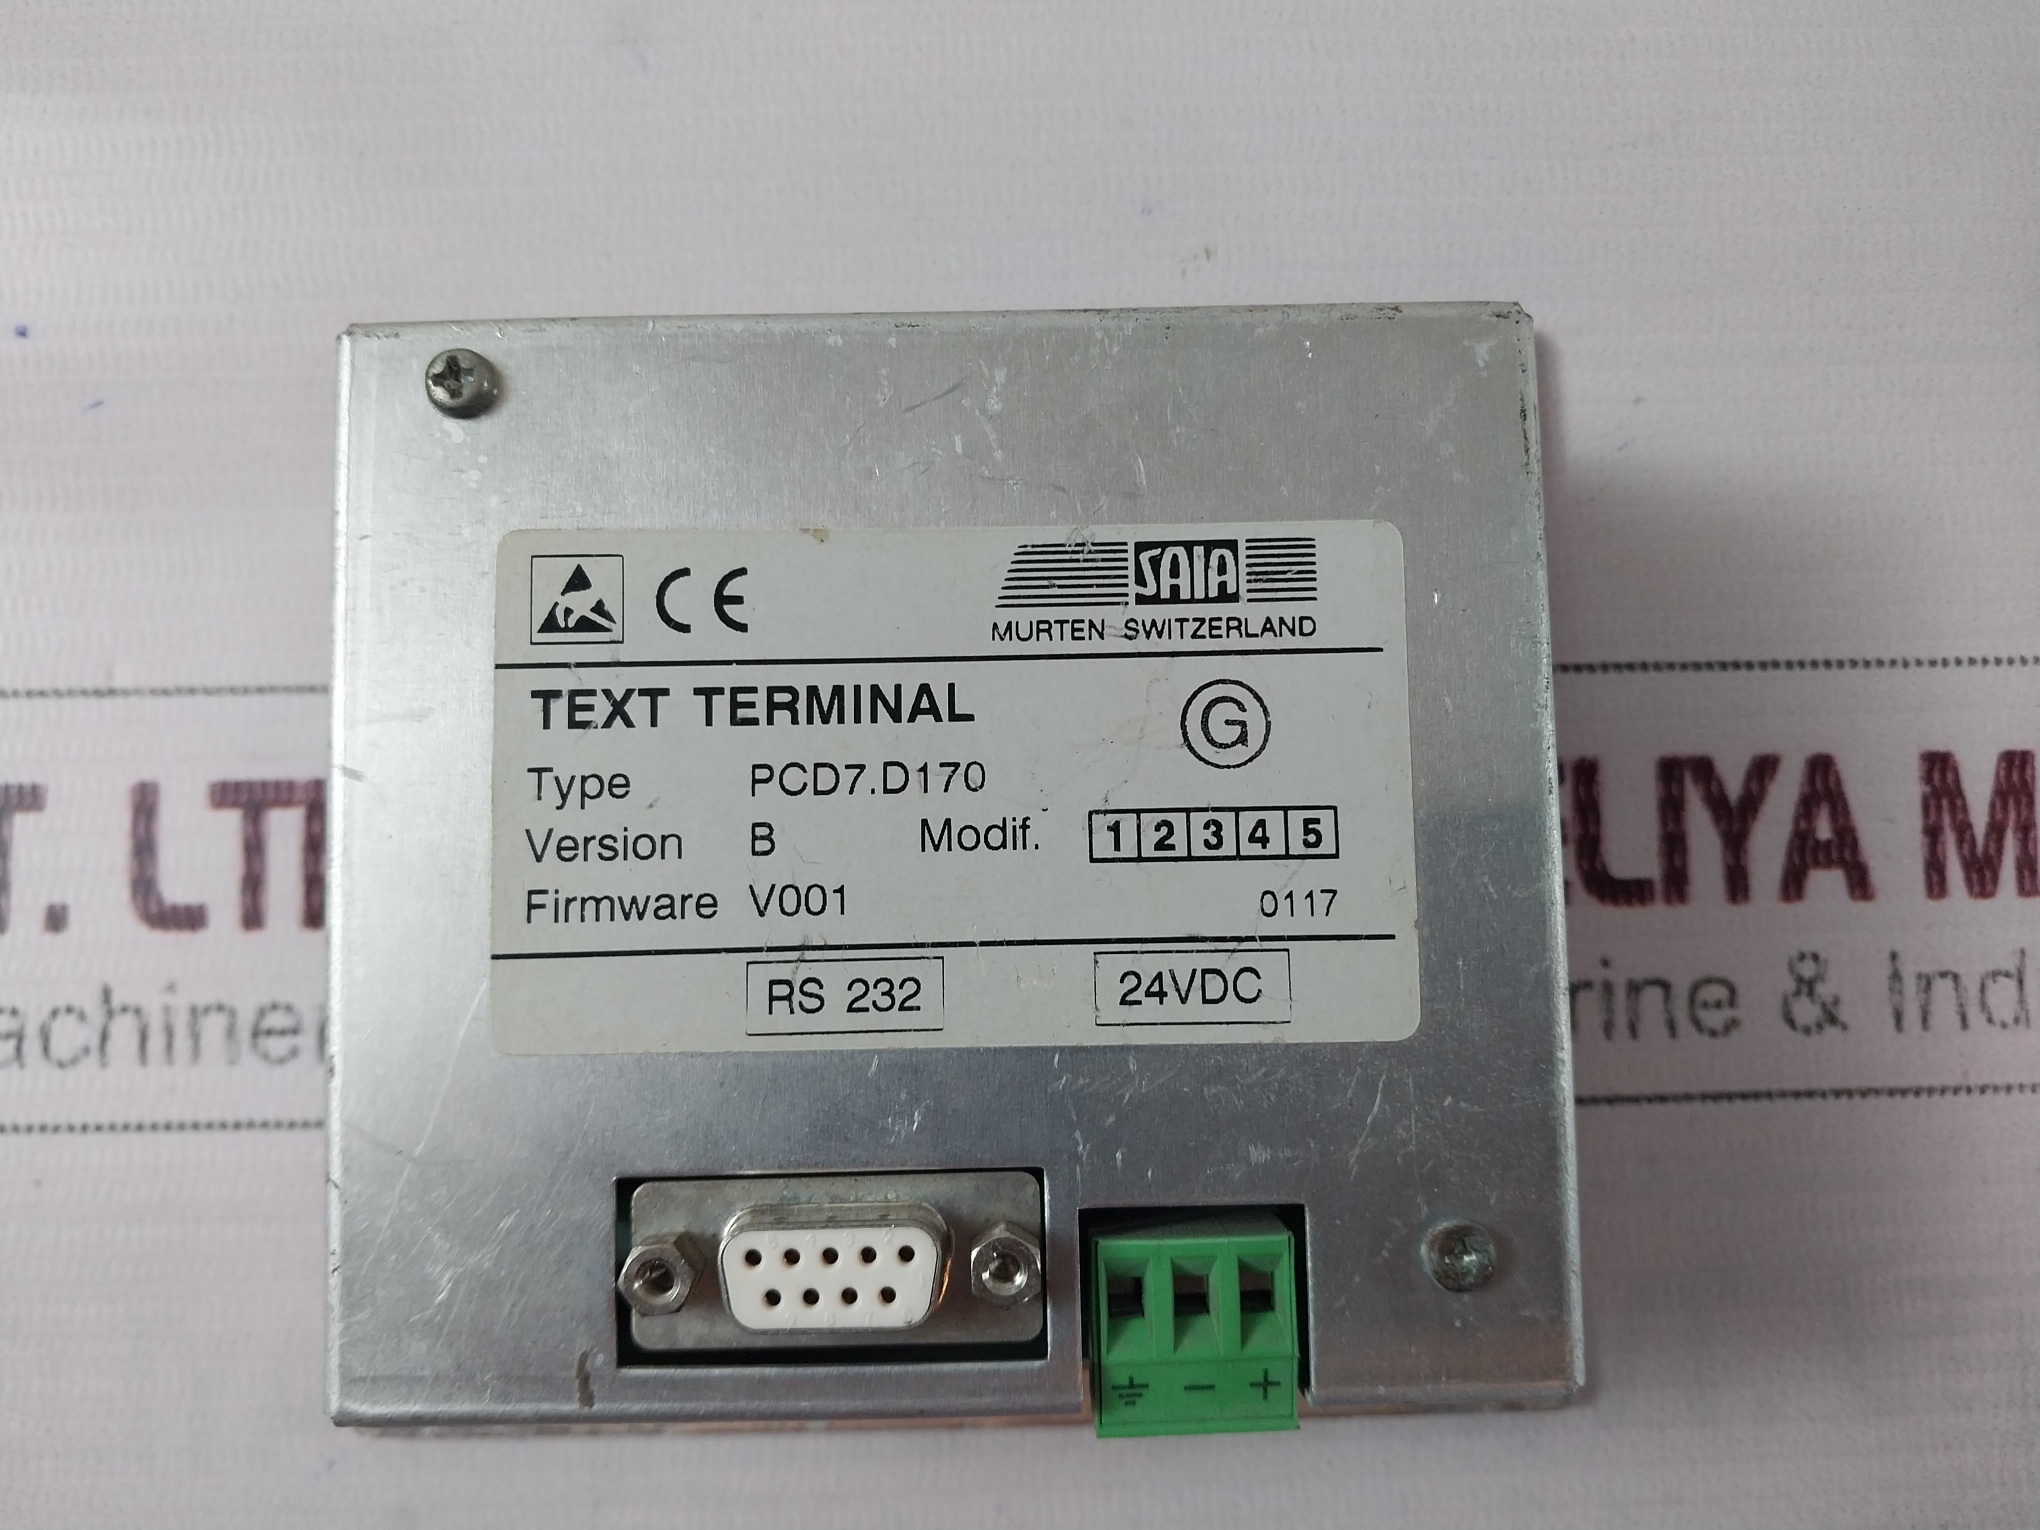 CE
SAIA
MURTEN SWITZERLAND
TEXT TERMINAL
G
Type PCD7.D170
Version B Modif. 1 2 3 4 5
Firmware V001 0117
RS 232 24VDC
- +
T. LT
ELIYA M
achiner
rine & Ind